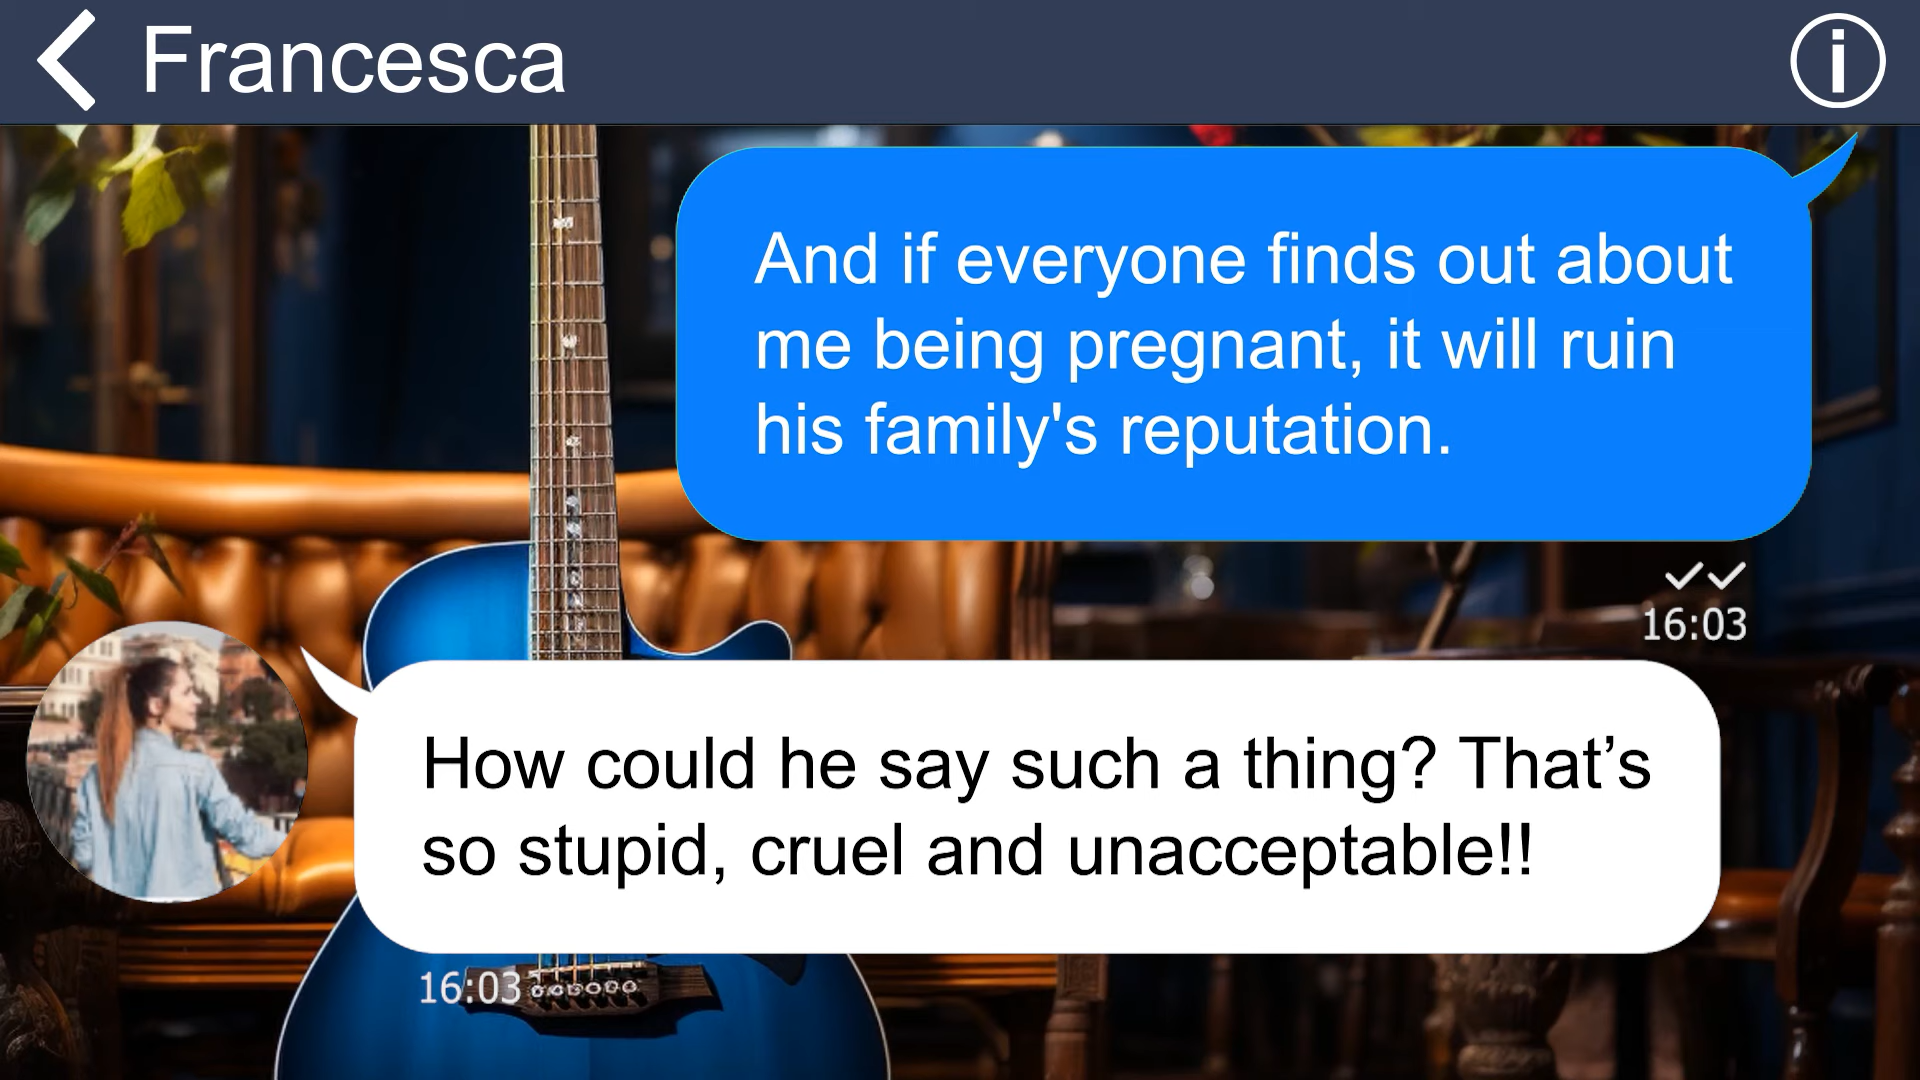 Francesca
And if everyone finds out about
me being pregnant, it will ruin
his family's reputation.
16:03
How could he say such a thing? That’s
so stupid, cruel and unacceptable!!
16:03